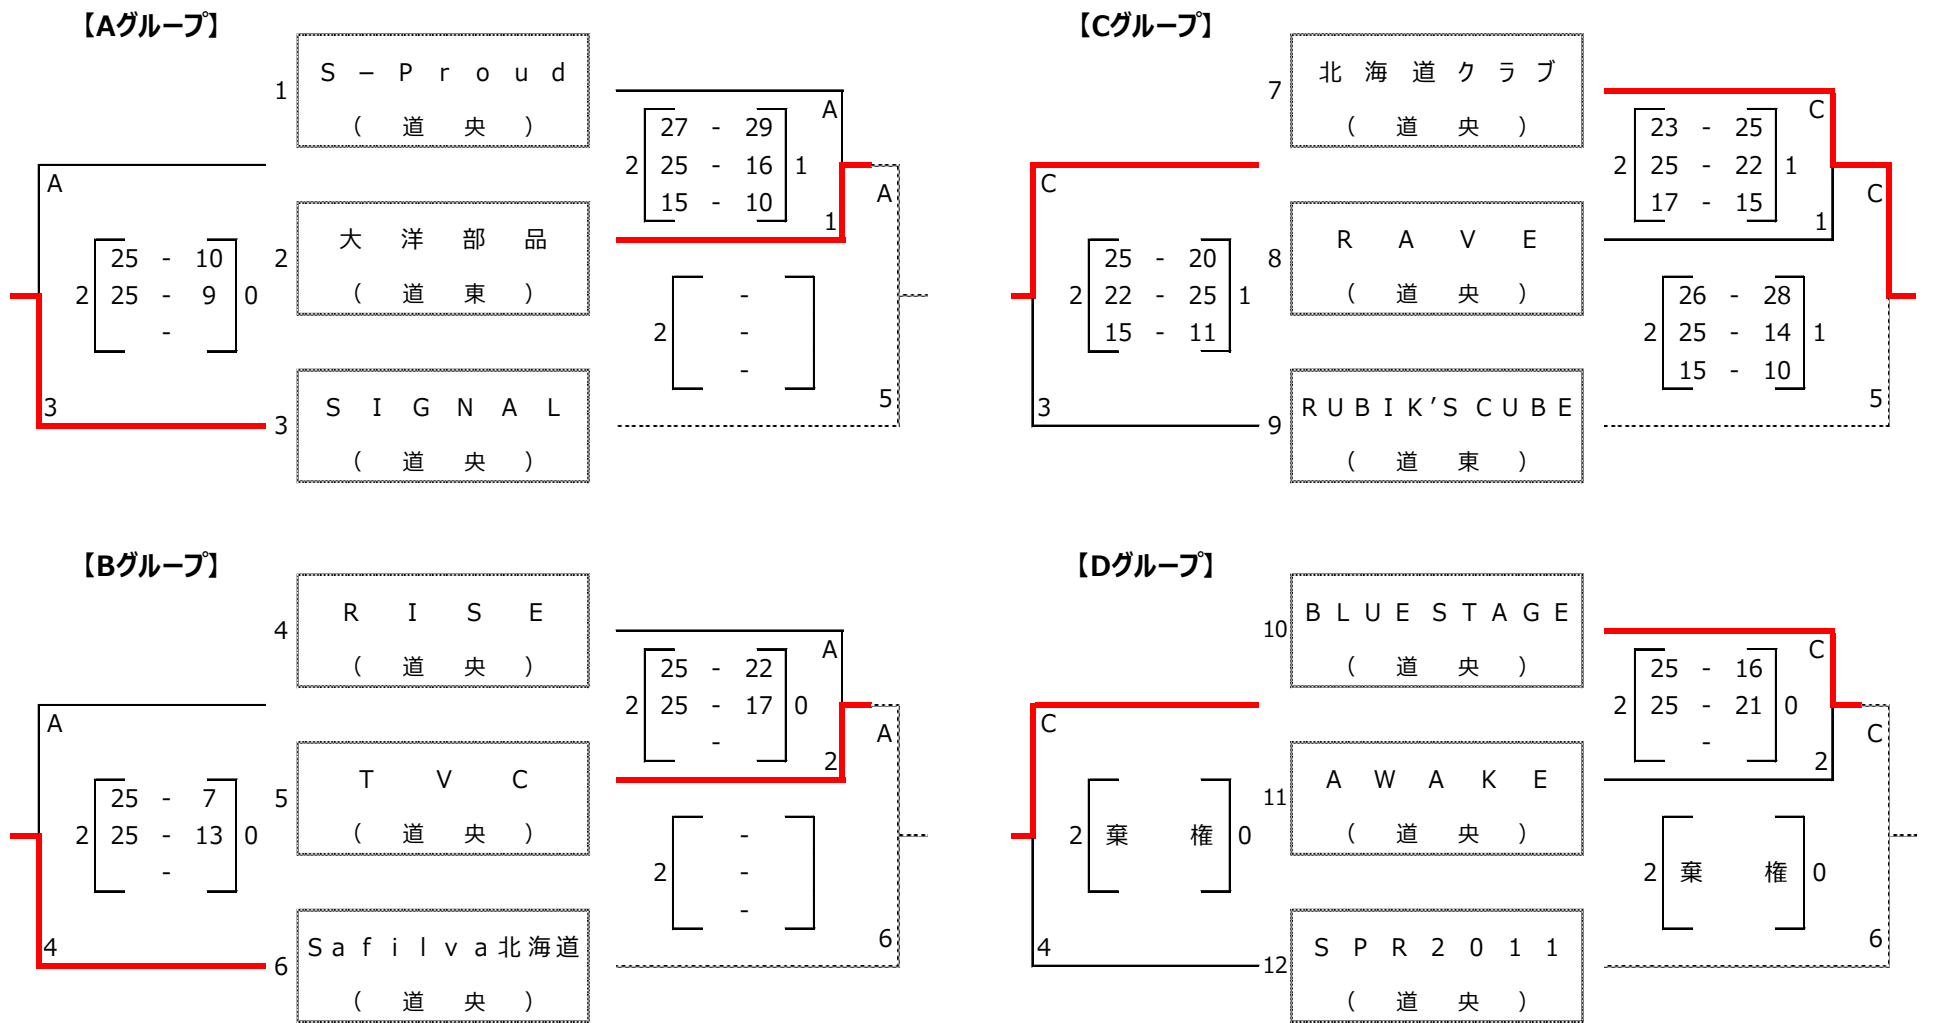 【Aグループ】
1
S－Proud
（道央）
A
27 - 29
2 25 - 16 1
15 - 10
1
A
A
25 - 10
2 25 - 9 0
-
3
2
大洋部品
（道東）
-
2 -
-
5
3
SIGNAL
（道央）
【Bグループ】
4
RISE
（道央）
A
25 - 22
2 25 - 17 0
-
2
A
A
25 - 7
2 25 - 13 0
-
4
5
TVC
（道央）
-
2 -
-
6
6
Safilva北海道
（道央）
【Cグループ】
7
北海道クラブ
（道央）
C
23 - 25
2 25 - 22 1
17 - 15
1
C
C
25 - 20
2 22 - 25 1
15 - 11
3
8
RAVE
（道央）
26 - 28
2 25 - 14 1
15 - 10
5
9
RUBIK’S CUBE
（道東）
【Dグループ】
10
BLUE STAGE
（道央）
C
25 - 16
2 25 - 21 0
-
2
C
C
2 棄権 0
4
11
AWAKE
（道央）
2 棄権 0
6
12
SPR2011
（道央）